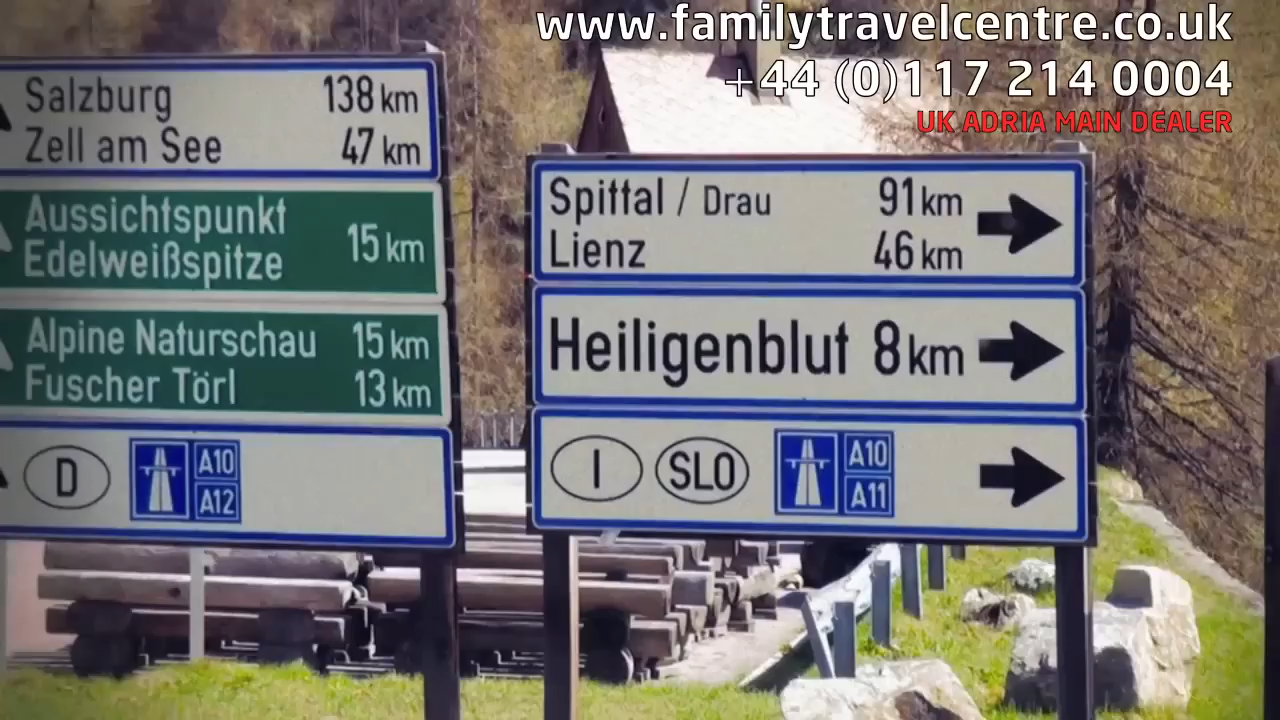 www.familytravelcentre.co.uk
+44 (0)117 214 0004
UK ADRIA MAIN DEALER
Salzburg 138 km
Zell am See 47 km
Aussichtspunkt
Edelweißspitze 15 km
Alpine Naturschau 15 km
Fuscher Törl 13 km
D A10
A12
Spittal / Drau 91 km
Lienz 46 km
Heiligenblut 8 km
I SLO A10
A11